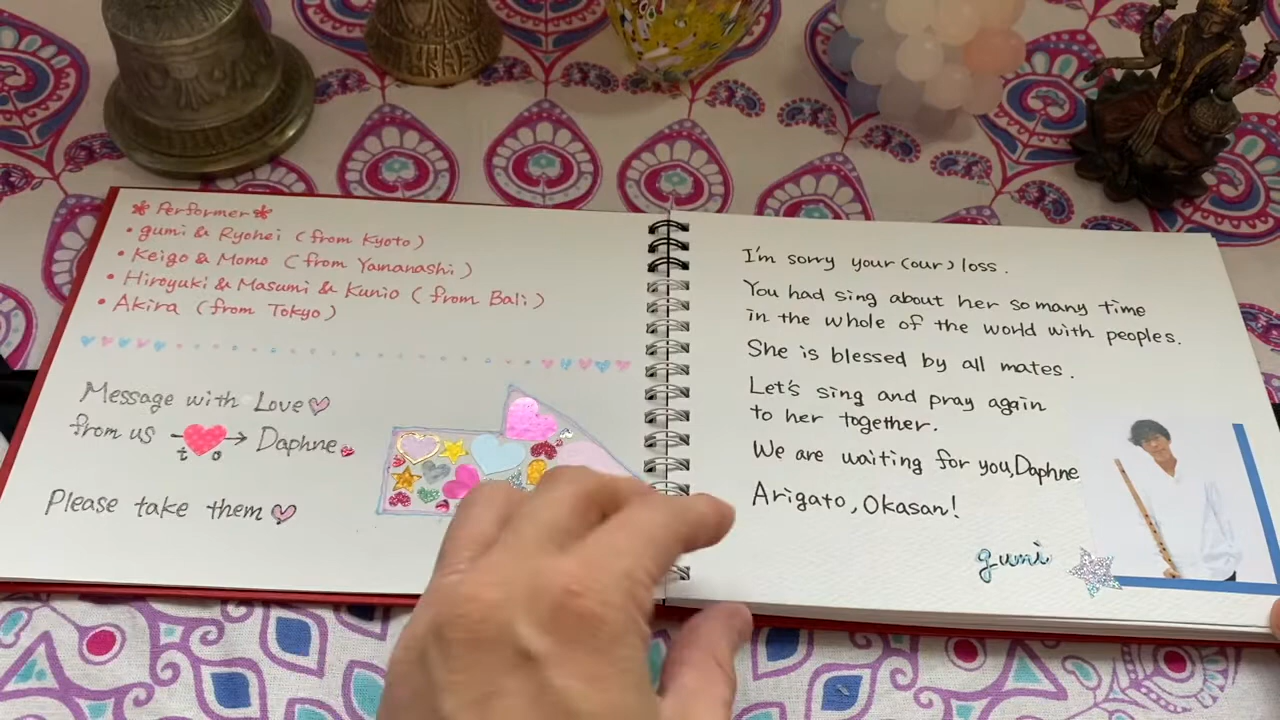 * Performer *
• gumi & Ryohei (from Kyoto)
• Keigo & Momo (from Yamanashi)
• Hiroyuki & Masumi & Kunio (from Bali)
• Akira (from Tokyo)
Message with Love
from us to Daphne
Please take them
I'm sorry your (our) loss.
You had sing about her so many time
in the whole of the world with peoples.
She is blessed by all mates.
Let's sing and pray again
to her together.
We are waiting for you, Daphne
Arigato, Okasan!
gumi